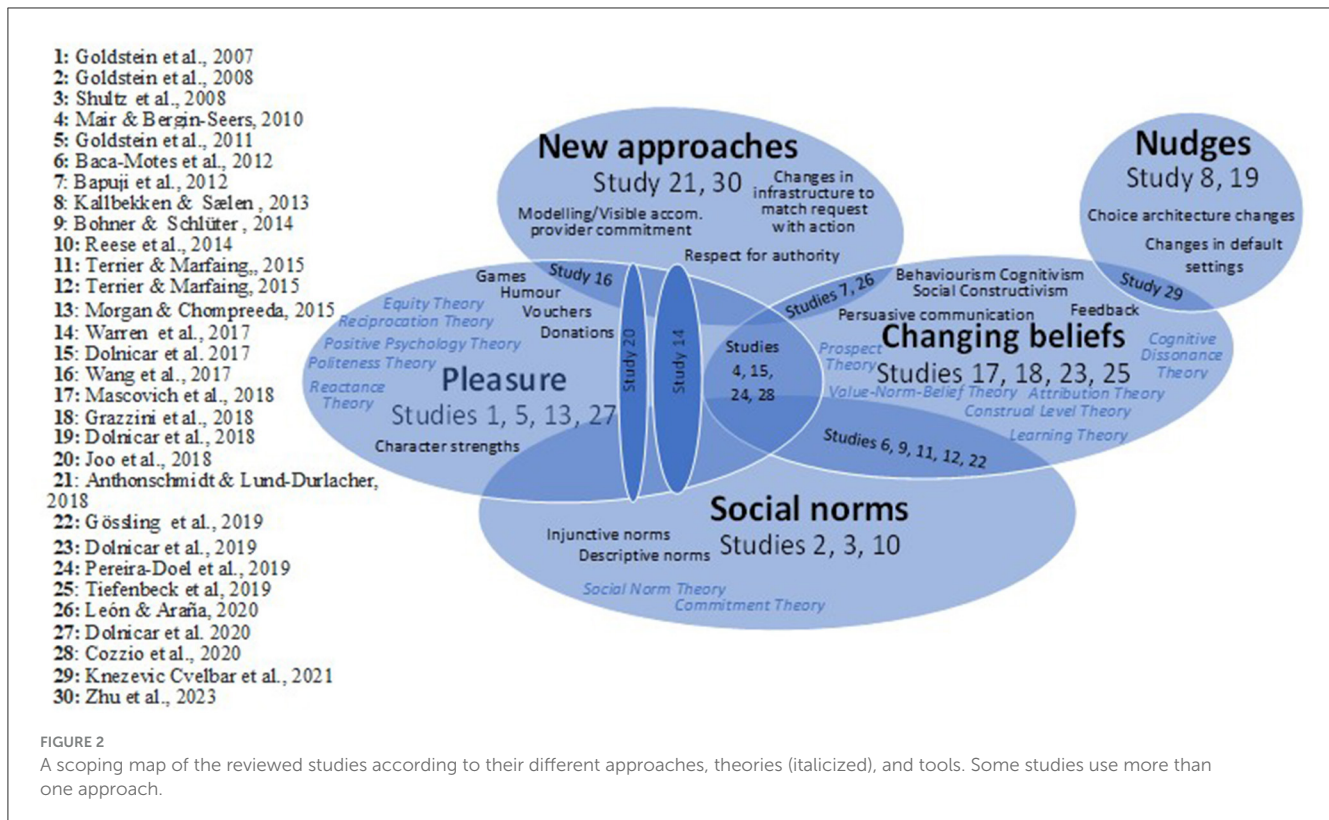 1: Goldstein et al., 2007
2: Goldstein et al., 2008
3: Shultz et al., 2008
4: Mair & Bergin-Seers, 2010
5: Goldstein et al., 2011
6: Baca-Motes et al., 2012
7: Bapuji et al., 2012
8: Kallbekken & Sælen, 2013
9: Bohner & Schlüter, 2014
10: Reese et al., 2014
11: Terrier & Marfaing,, 2015
12: Terrier & Marfaing, 2015
13: Morgan & Chompreeda, 2015
14: Warren et al., 2017
15: Dolnicar et al. 2017
16: Wang et al., 2017
17: Mascovich et al., 2018
18: Grazzini et al., 2018
19: Dolnicar et al., 2018
20: Joo et al., 2018
21: Anthonschmidt & Lund-Durlacher,
2018
22: Gössling et al., 2019
23: Dolnicar et al., 2019
24: Pereira-Doel et al., 2019
25: Tiefenbeck et al, 2019
26: León & Araña, 2020
27: Dolnicar et al. 2020
28: Cozzio et al., 2020
29: Knezevic Cvelbar et al., 2021
30: Zhu et al., 2023
New approaches
Study 21, 30
Modelling/Visible accom.
provider commitment
Changes in
infrastructure to
match request
with action
Respect for authority
Nudges
Study 8, 19
Choice architecture changes
Changes in default
settings
Study 29
Study 16
Studies 7, 26
Games
Humour
Vouchers
Donations
Equity Theory
Reciprocation Theory
Positive Psychology Theory
Politeness Theory
Reactance
Theory
Pleasure
Studies 1, 5, 13, 27
Character strengths
Study 20
Study 14
Studies
4, 15,
24, 28
Behaviourism Cognitivism
Social Constructivism
Persuasive communication
Feedback
Changing beliefs
Studies 17, 18, 23, 25
Prospect
Theory
Cognitive
Dissonance
Theory
Value-Norm-Belief Theory
Attribution Theory
Construal Level Theory
Learning Theory
Studies 6, 9, 11, 12, 22
Social norms
Studies 2, 3, 10
Injunctive norms
Descriptive norms
Social Norm Theory
Commitment Theory
FIGURE 2
A scoping map of the reviewed studies according to their different approaches, theories (italicized), and tools. Some studies use more than
one approach.